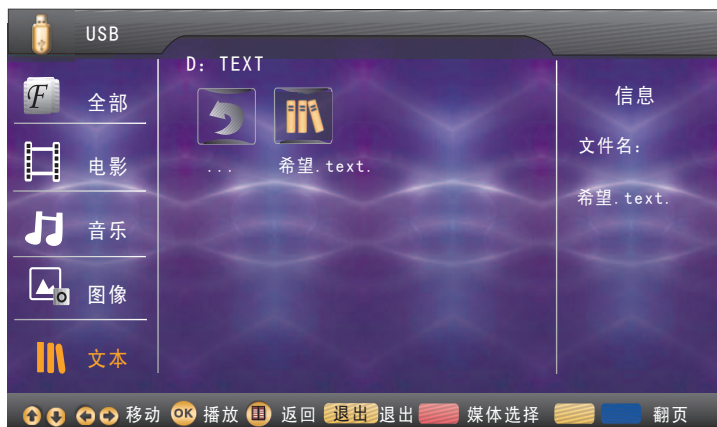 USB
D: TEXT
全部
电影
音乐
图像
文本
... 希望.text.
信息
文件名:
希望.text.
移动 OK 播放 返回 退出 退出 媒体选择 翻页